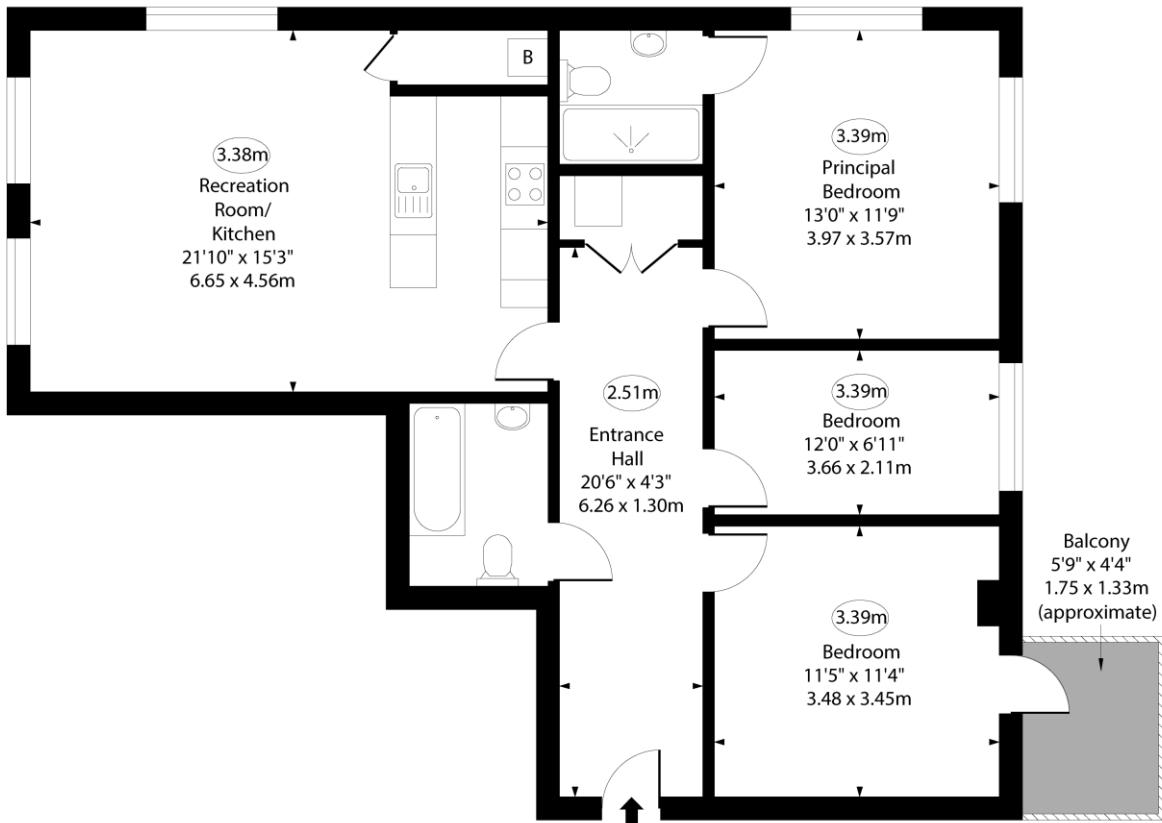 B
3.38m
Recreation
Room/
Kitchen
21'10" x 15'3"
6.65 x 4.56m
3.39m
Principal
Bedroom
13'0" x 11'9"
3.97 x 3.57m
2.51m
Entrance
Hall
20'6" x 4'3"
6.26 x 1.30m
3.39m
Bedroom
12'0" x 6'11"
3.66 x 2.11m
3.39m
Bedroom
11'5" x 11'4"
3.48 x 3.45m
Balcony
5'9" x 4'4"
1.75 x 1.33m
(approximate)